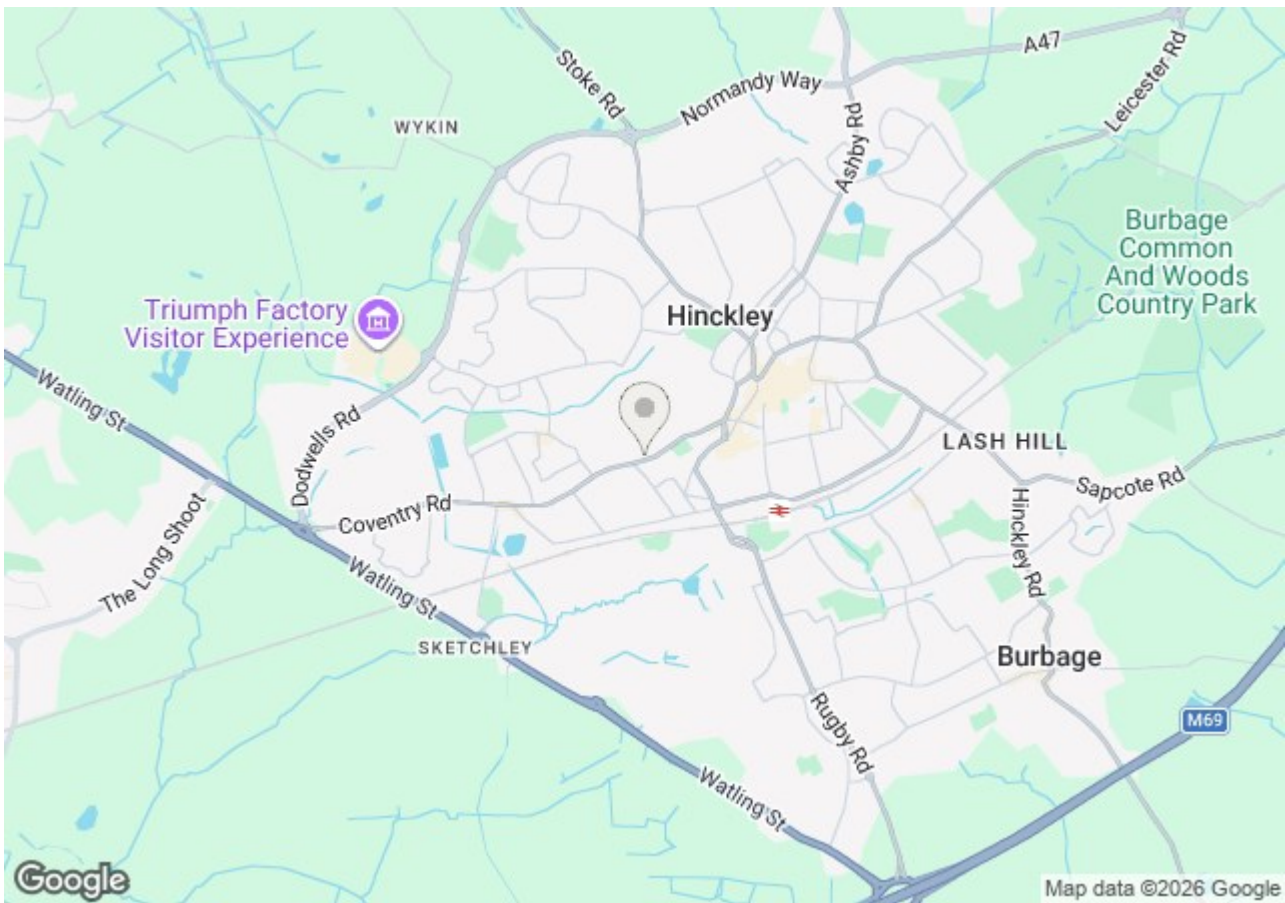 A47
Leicester Rd
Stoke Rd
Normandy Way
WYKIN
Ashby Rd
Burbage
Common
And Woods
Country Park
Triumph Factory
Visitor Experience
Hinckley
Watling St
Dodwells Rd
LASH HILL
Sapcote Rd
Coventry Rd
Hinckley Rd
The Long Shoot
Watling St
SKETCHLEY
Burbage
Rugby Rd
M69
Watling St
Google
Map data ©2026 Google